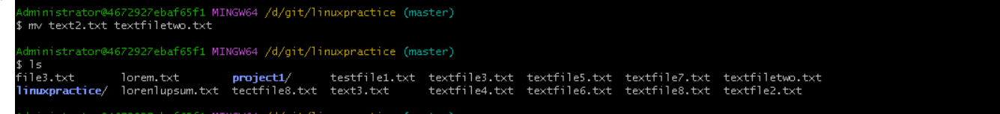 Administrator@4672927ebaf65f1 MINGW64 /d/git/linuxpractice (master)
$ mv text2.txt textfiletwo.txt
Administrator@4672927ebaf65f1 MINGW64 /d/git/linuxpractice (master)
$ ls
file3.txt lorem.txt project1/ testfile1.txt textfile3.txt textfile5.txt textfile7.txt textfiletwo.txt
linuxpractice/ lorenlupsum.txt tectfile8.txt text3.txt textfile4.txt textfile6.txt textfile8.txt textfle2.txt